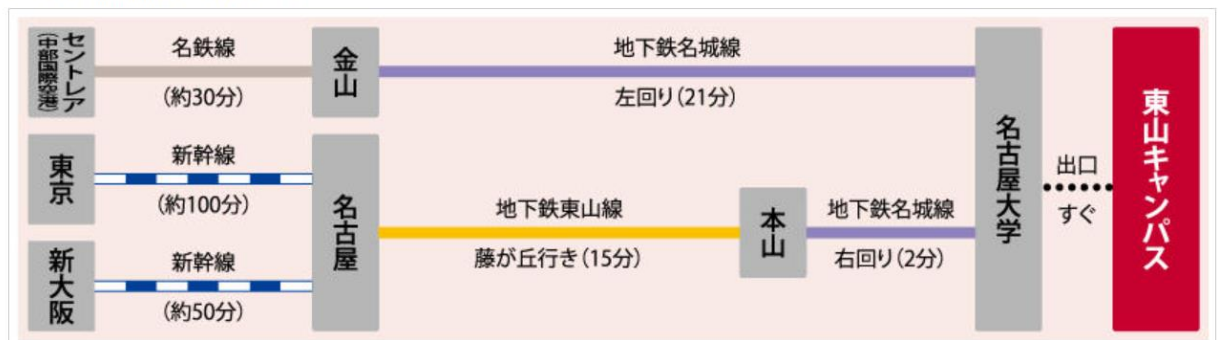 セントレア
(中部国際空港)
名鉄線
(約30分)
金山
地下鉄名城線
左回り(21分)
東京
新幹線
(約100分)
新大阪
新幹線
(約50分)
名古屋
地下鉄東山線
藤が丘行き(15分)
本山
地下鉄名城線
右回り(2分)
名古屋大学
出口
すぐ
東山キャンパス